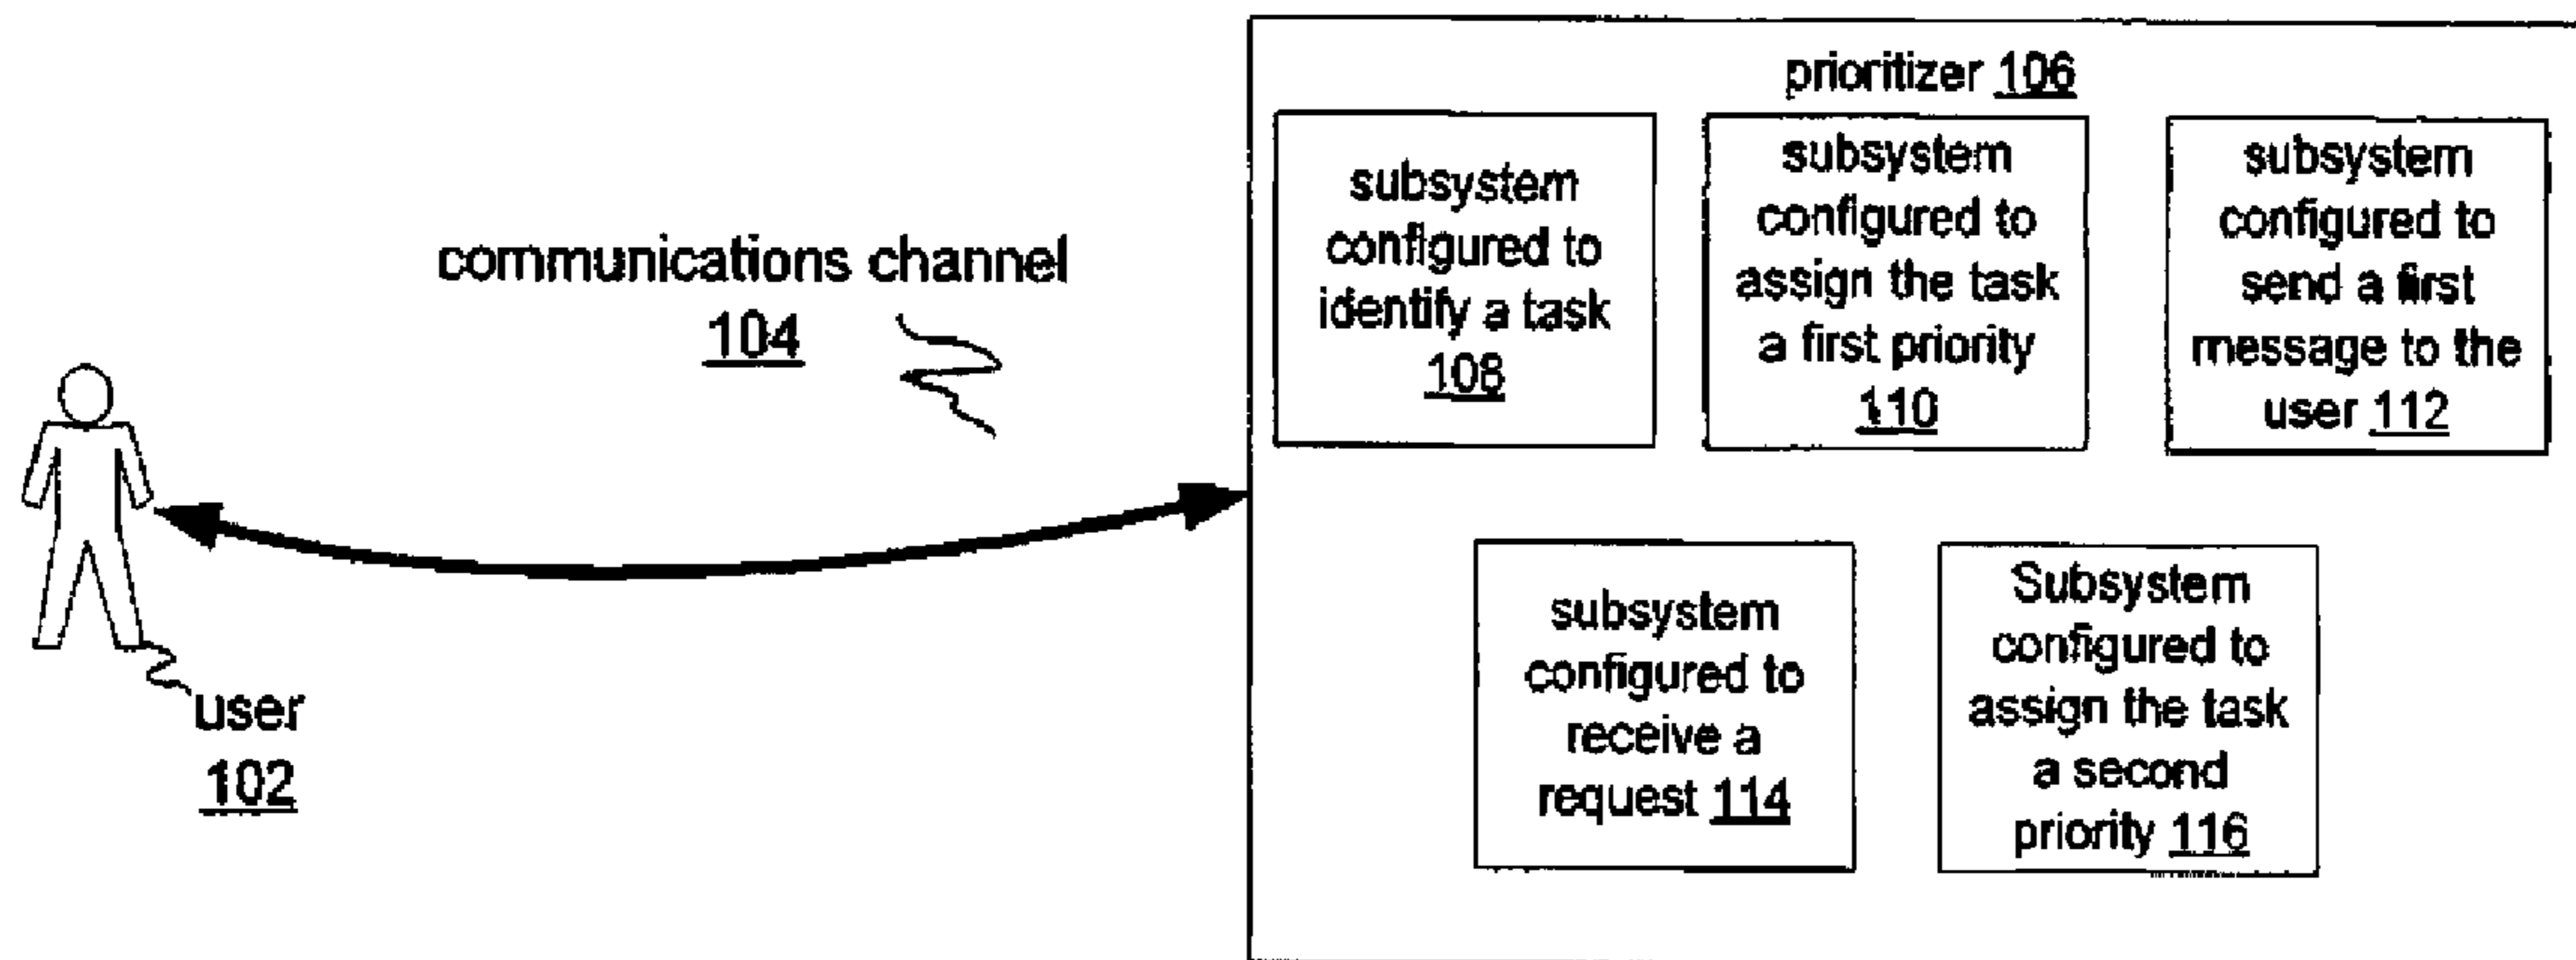 prioritizer 106
subsystem
configured to
identify a task
108
subsystem
configured to
assign the task
a first priority
110
subsystem
configured to
send a first
message to the
user 112
communications channel
104
subsystem
configured to
receive a
request 114
Subsystem
configured to
assign the task
a second
priority 116
user
102